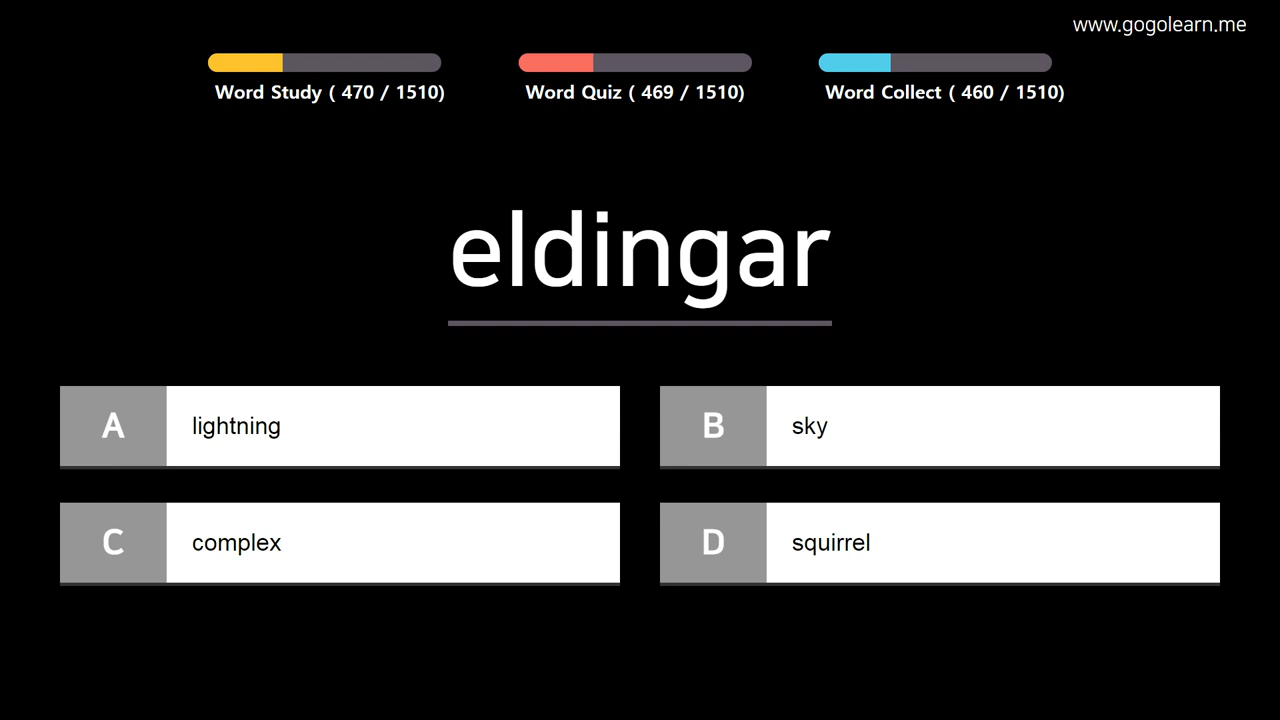 www.gogolearn.me
Word Study ( 470 / 1510)
Word Quiz ( 469 / 1510)
Word Collect ( 460 / 1510)
eldingar
A lightning
B sky
C complex
D squirrel